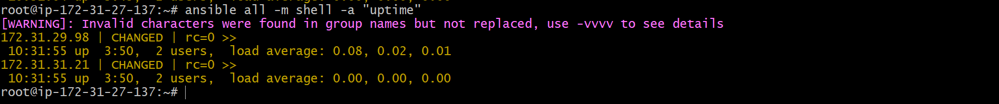 root@ip-172-31-27-137:~# ansible all -m shell -a "uptime"
[WARNING]: Invalid characters were found in group names but not replaced, use -vvvv to see details
172.31.29.98 | CHANGED | rc=0 >>
 10:31:55 up  3:50,  2 users,  load average: 0.08, 0.02, 0.01
172.31.31.21 | CHANGED | rc=0 >>
 10:31:55 up  3:50,  2 users,  load average: 0.00, 0.00, 0.00
root@ip-172-31-27-137:~#